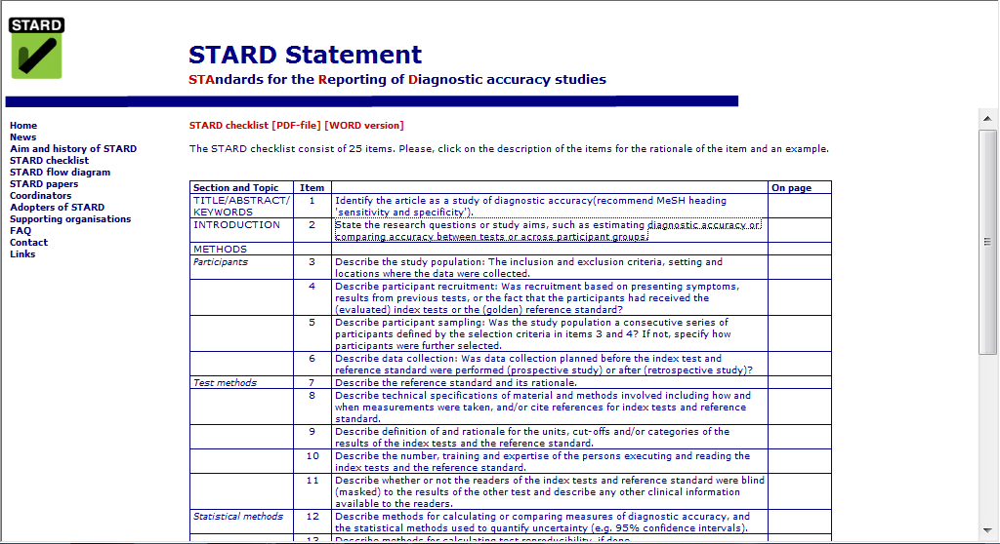 STARD
STARD Statement
STAndards for the Reporting of Diagnostic accuracy studies
Home
News
Aim and history of STARD
STARD checklist
STARD flow diagram
STARD papers
Coordinators
Adopters of STARD
Supporting organisations
FAQ
Contact
Links
STARD checklist [PDF-file] [WORD version]
The STARD checklist consist of 25 items. Please, click on the description of the items for the rationale of the item and an example.
Section and Topic Item On page
TITLE/ABSTRACT/ 1 Identify the article as a study of diagnostic accuracy(recommend MeSH heading
KEYWORDS 'sensitivity and specificity').
INTRODUCTION 2 State the research questions or study aims, such as estimating diagnostic accuracy or
comparing accuracy between tests or across participant groups.
METHODS
Participants 3 Describe the study population: The inclusion and exclusion criteria, setting and
locations where the data were collected.
4 Describe participant recruitment: Was recruitment based on presenting symptoms,
results from previous tests, or the fact that the participants had received the
(evaluated) index tests or the (golden) reference standard?
5 Describe participant sampling: Was the study population a consecutive series of
participants defined by the selection criteria in items 3 and 4? If not, specify how
participants were further selected.
6 Describe data collection: Was data collection planned before the index test and
reference standard were performed (prospective study) or after (retrospective study)?
Test methods 7 Describe the reference standard and its rationale.
8 Describe technical specifications of material and methods involved including how and
when measurements were taken, and/or cite references for index tests and reference
standard.
9 Describe definition of and rationale for the units, cut-offs and/or categories of the
results of the index tests and the reference standard.
10 Describe the number, training and expertise of the persons executing and reading the
index tests and the reference standard.
11 Describe whether or not the readers of the index tests and reference standard were blind
(masked) to the results of the other test and describe any other clinical information
available to the readers.
Statistical methods 12 Describe methods for calculating or comparing measures of diagnostic accuracy, and
the statistical methods used to quantify uncertainty (e.g. 95% confidence intervals).
13 Describe methods for calculating test reproducibility, if done.